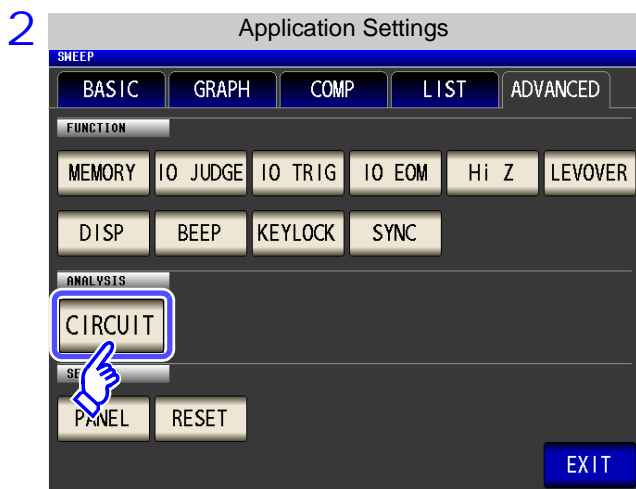 2
Application Settings
SWEEP
BASIC GRAPH COMP LIST ADVANCED
FUNCTION
MEMORY IO JUDGE IO TRIG IO EOM Hi Z LEVOVER
DISP BEEP KEYLOCK SYNC
ANALYSIS
CIRCUIT
PANEL RESET
EXIT